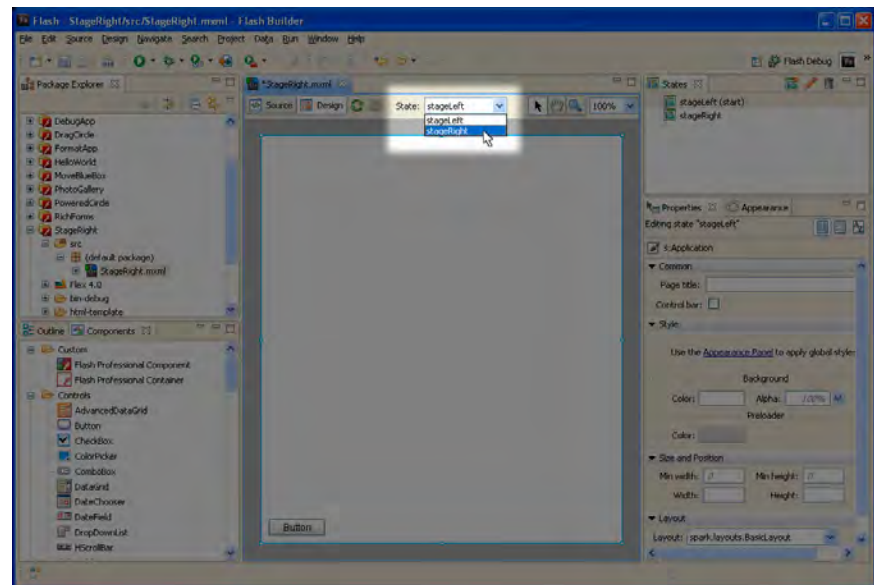 Flash - StageRight/src/StageRight.mxml - Flash Builder
File Edit Source Design Navigate Search Project Data Run Window Help
Flash Debug
Package Explorer
DebugApp
DragCircle
FormatApp
HelloWorld
MoveBlueBox
PhotoGallery
PoweredCircle
RichForms
StageRight
src
(default package)
StageRight.mxml
Flex 4.0
bin-debug
html-template
Outline Components
Custom
Flash Professional Component
Flash Professional Container
Controls
AdvancedDataGrid
Button
CheckBox
ColorPicker
ComboBox
DataGrid
DateChooser
DateField
DropDownList
HScrollBar
*StageRight.mxml
Source Design State: stageLeft 100%
stageLeft
stageRight
Button
States
stageLeft (start)
stageRight
Properties Appearance
Editing state "stageLeft"
s:Application
Common
Page title:
Control bar:
Style
Use the Appearance Panel to apply global styles
Background
Color: Alpha: 100%
Preloader
Color:
Size and Position
Min width: 0 Min height: 0
Width: Height:
Layout
Layout: spark.layouts.BasicLayout